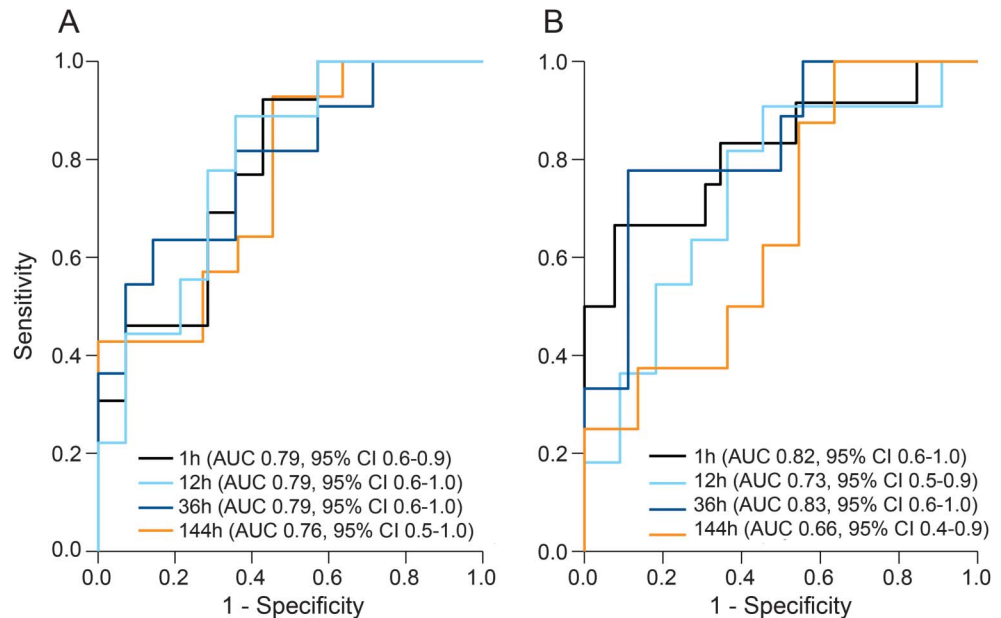 A
1.0
0.8
0.6
0.4
0.2
0.0
Sensitivity
1h (AUC 0.79, 95% CI 0.6-0.9)
12h (AUC 0.79, 95% CI 0.6-1.0)
36h (AUC 0.79, 95% CI 0.6-1.0)
144h (AUC 0.76, 95% CI 0.5-1.0)
0.0 0.2 0.4 0.6 0.8 1.0
1 - Specificity
B
1.0
0.8
0.6
0.4
0.2
0.0
1h (AUC 0.82, 95% CI 0.6-1.0)
12h (AUC 0.73, 95% CI 0.5-0.9)
36h (AUC 0.83, 95% CI 0.6-1.0)
144h (AUC 0.66, 95% CI 0.4-0.9)
0.0 0.2 0.4 0.6 0.8 1.0
1 - Specificity